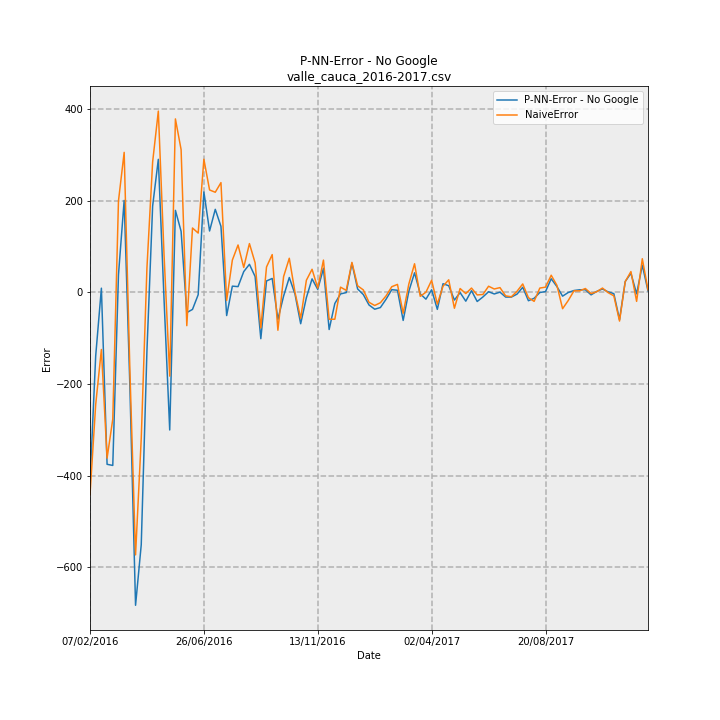 P-NN-Error - No Google
valle_cauca_2016-2017.csv
P-NN-Error - No Google
NaiveError
400
200
0
−200
−400
−600
Error
07/02/2016
26/06/2016
13/11/2016
02/04/2017
20/08/2017
Date